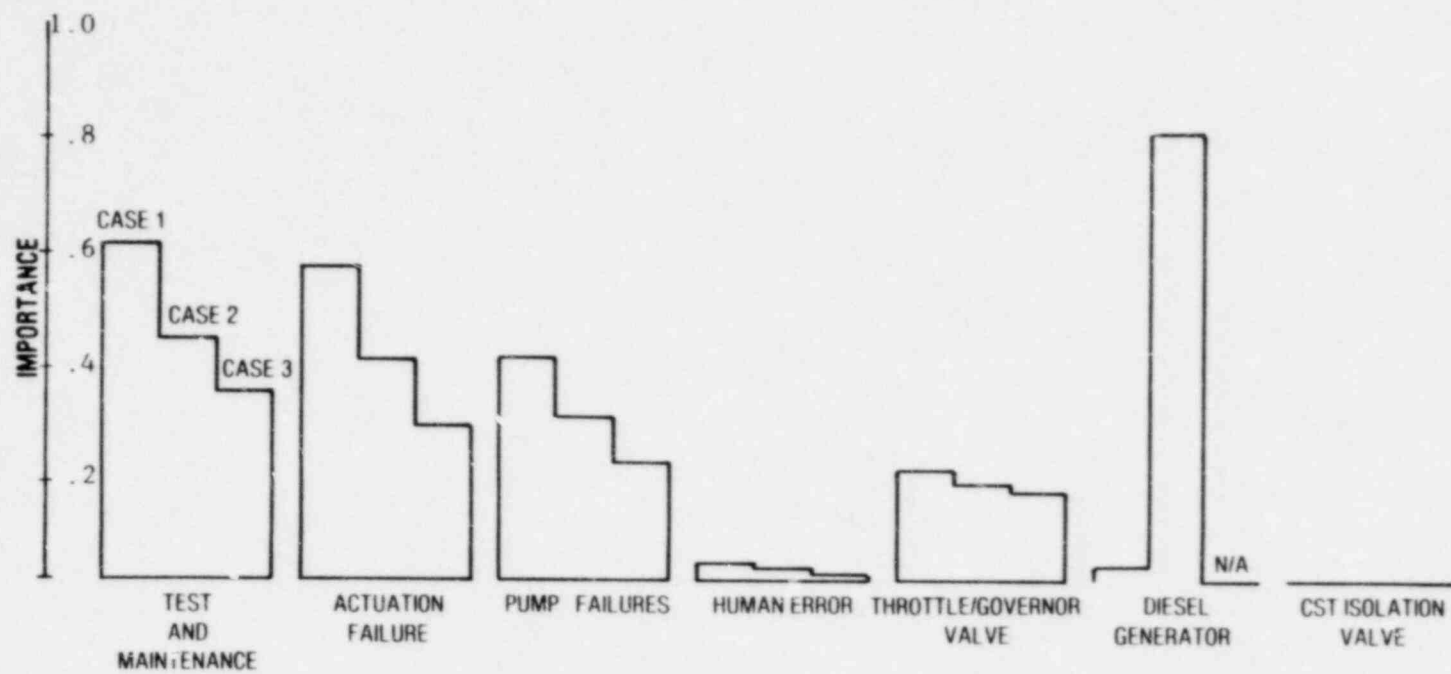 1.0
.8
.6
.4
.2
IMPORTANCE
CASE 1
CASE 2
CASE 3
N/A
TEST
AND
MAINTENANCE
ACTUATION
FAILURE
PUMP FAILURES
HUMAN ERROR
THROTTLE/GOVERNOR
VALVE
DIESEL
GENERATOR
CST ISOLATION
VALVE